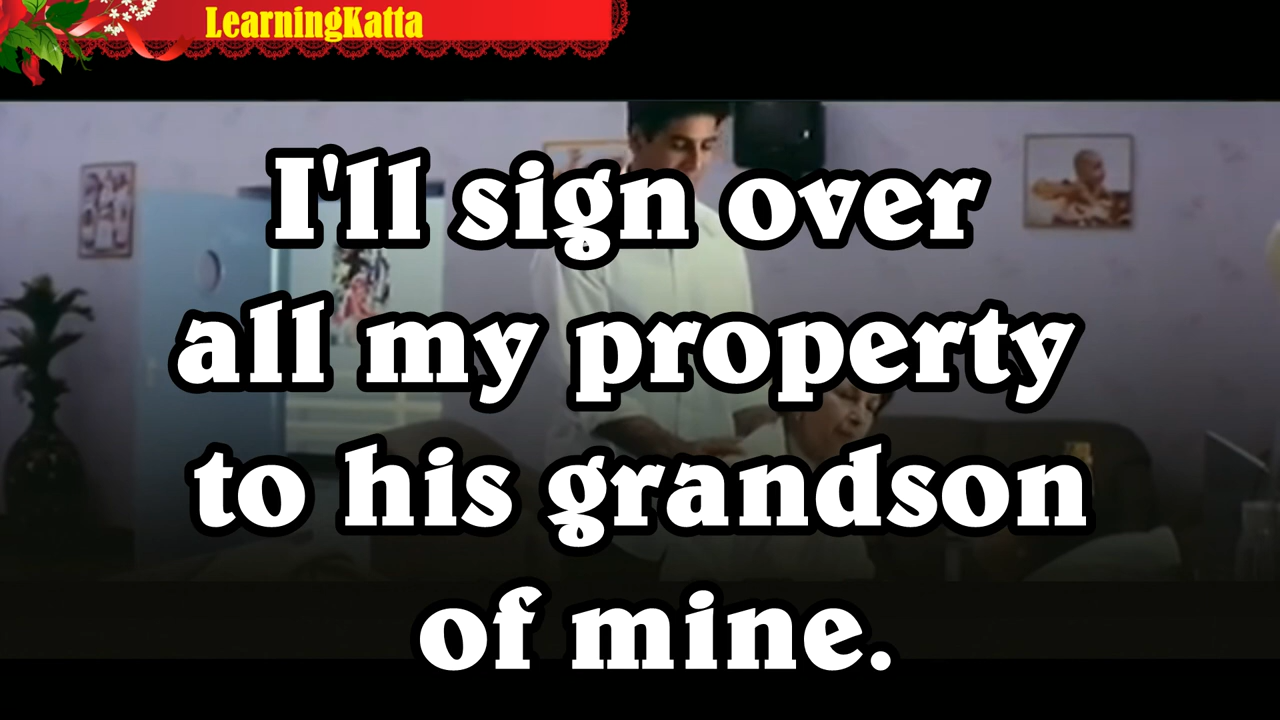 LearningKatta
I'll sign over
all my property
to his grandson
of mine.